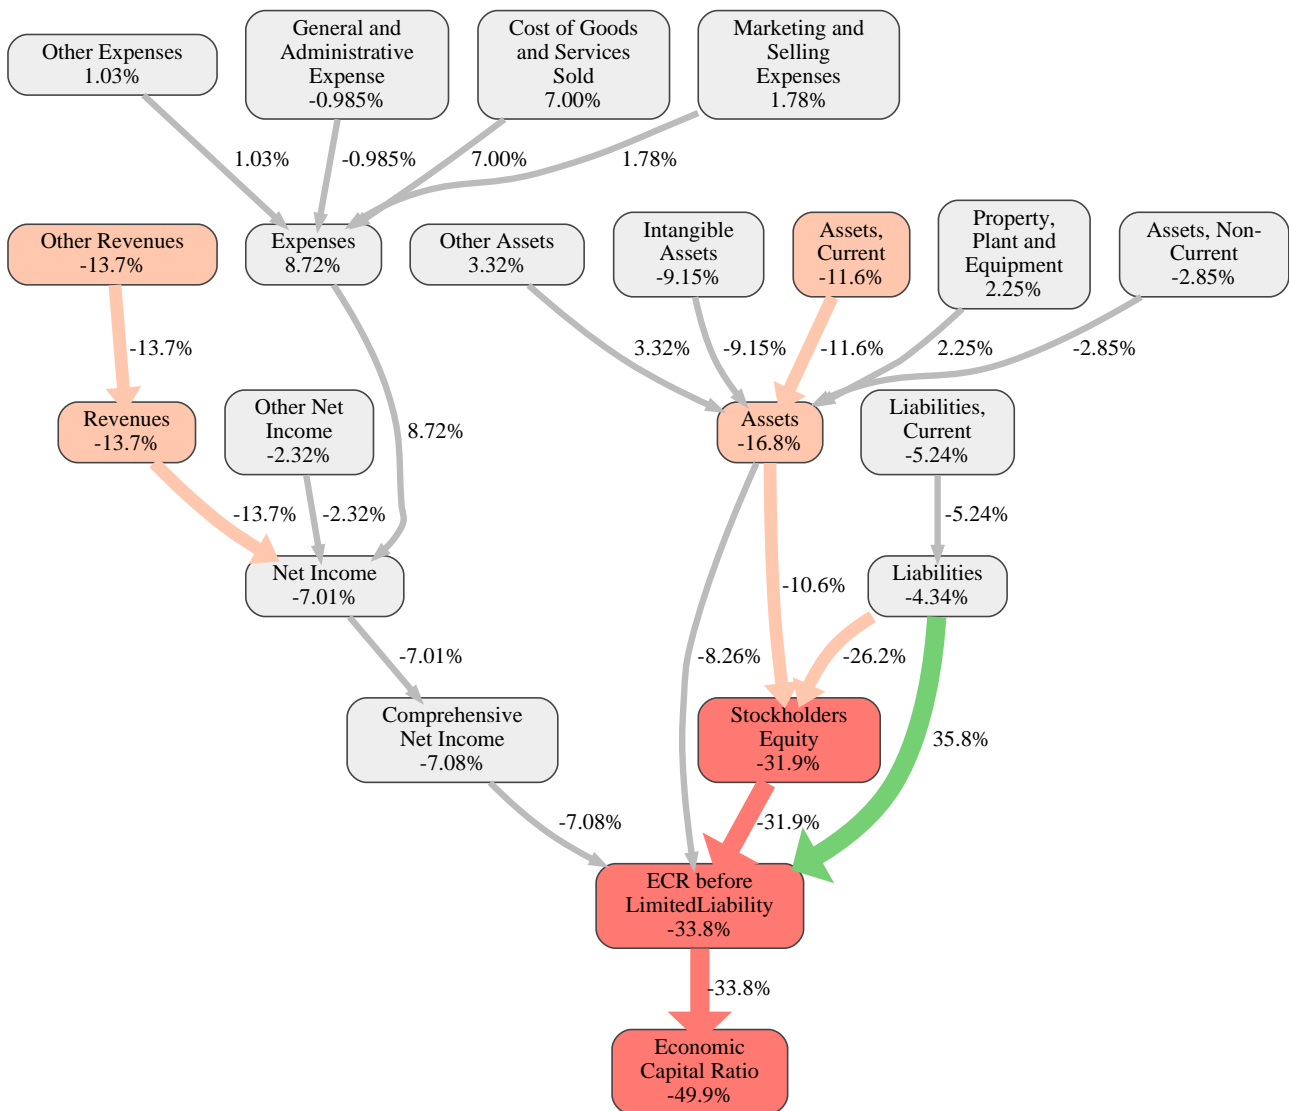 Other Expenses
1.03%
General and
Administrative
Expense
-0.985%
Cost of Goods
and Services
Sold
7.00%
Marketing and
Selling
Expenses
1.78%
1.03%
-0.985%
7.00%
1.78%
Other Revenues
-13.7%
Expenses
8.72%
Other Assets
3.32%
Intangible
Assets
-9.15%
Assets,
Current
-11.6%
Property,
Plant and
Equipment
2.25%
Assets, Non-
Current
-2.85%
-13.7%
3.32%
-9.15%
-11.6%
2.25%
-2.85%
Revenues
-13.7%
Other Net
Income
-2.32%
8.72%
Assets
-16.8%
Liabilities,
Current
-5.24%
-13.7%
-2.32%
-5.24%
Net Income
-7.01%
-10.6%
Liabilities
-4.34%
-7.01%
-8.26%
-26.2%
Comprehensive
Net Income
-7.08%
Stockholders
Equity
-31.9%
35.8%
-7.08%
-31.9%
ECR before
LimitedLiability
-33.8%
-33.8%
Economic
Capital Ratio
-49.9%